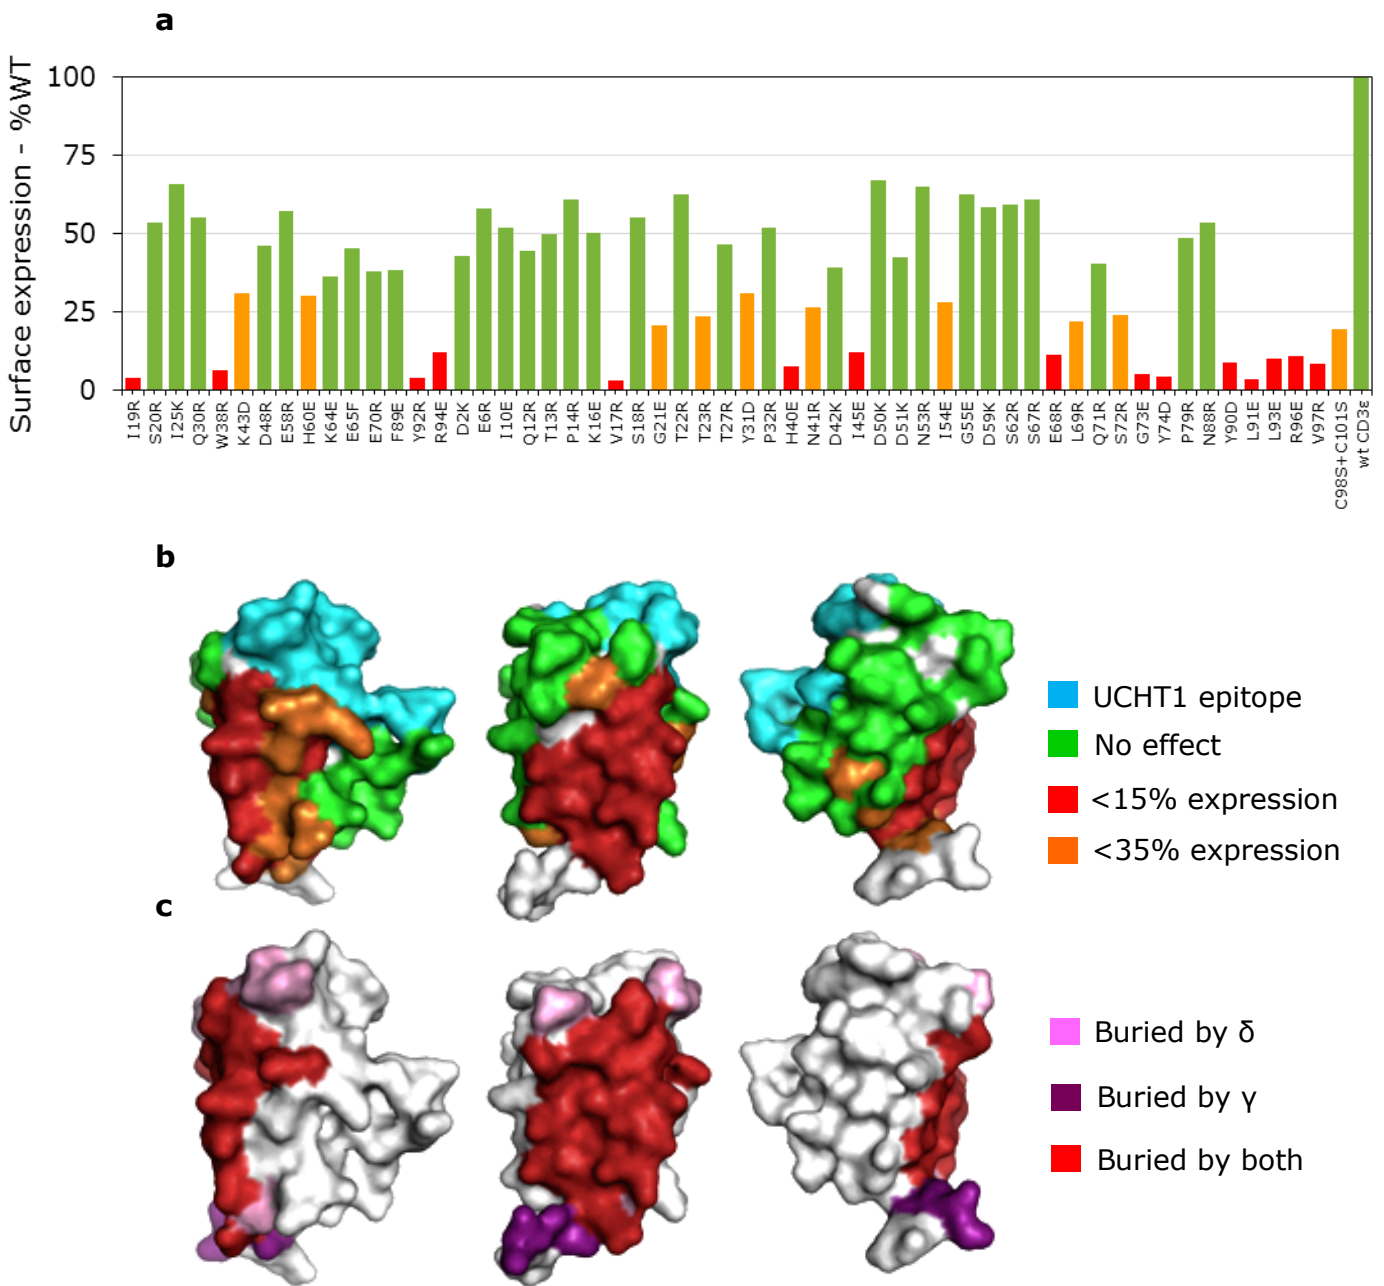 a
Surface expression - %WT
100
75
50
25
0
I19R
S20R
I25K
Q30R
W38R
K43D
D48R
E58R
H60E
K64E
E65F
E70R
F89E
Y92R
R94E
D2K
E6R
I10E
Q12R
T13R
P14R
K16E
V17R
S18R
G21E
T22R
T23R
T27R
Y31D
P32R
H40E
N41R
D42K
I45E
D50K
D51K
N53R
I54E
G55E
D59K
S62R
S67R
E68R
L69R
Q71R
S72R
G73E
Y74D
P79R
N88R
Y90D
L91E
L93E
R96E
V97R
C98S+C101S
wt CD3ε
b
UCHT1 epitope
No effect
<15% expression
<35% expression
c
Buried by δ
Buried by γ
Buried by both